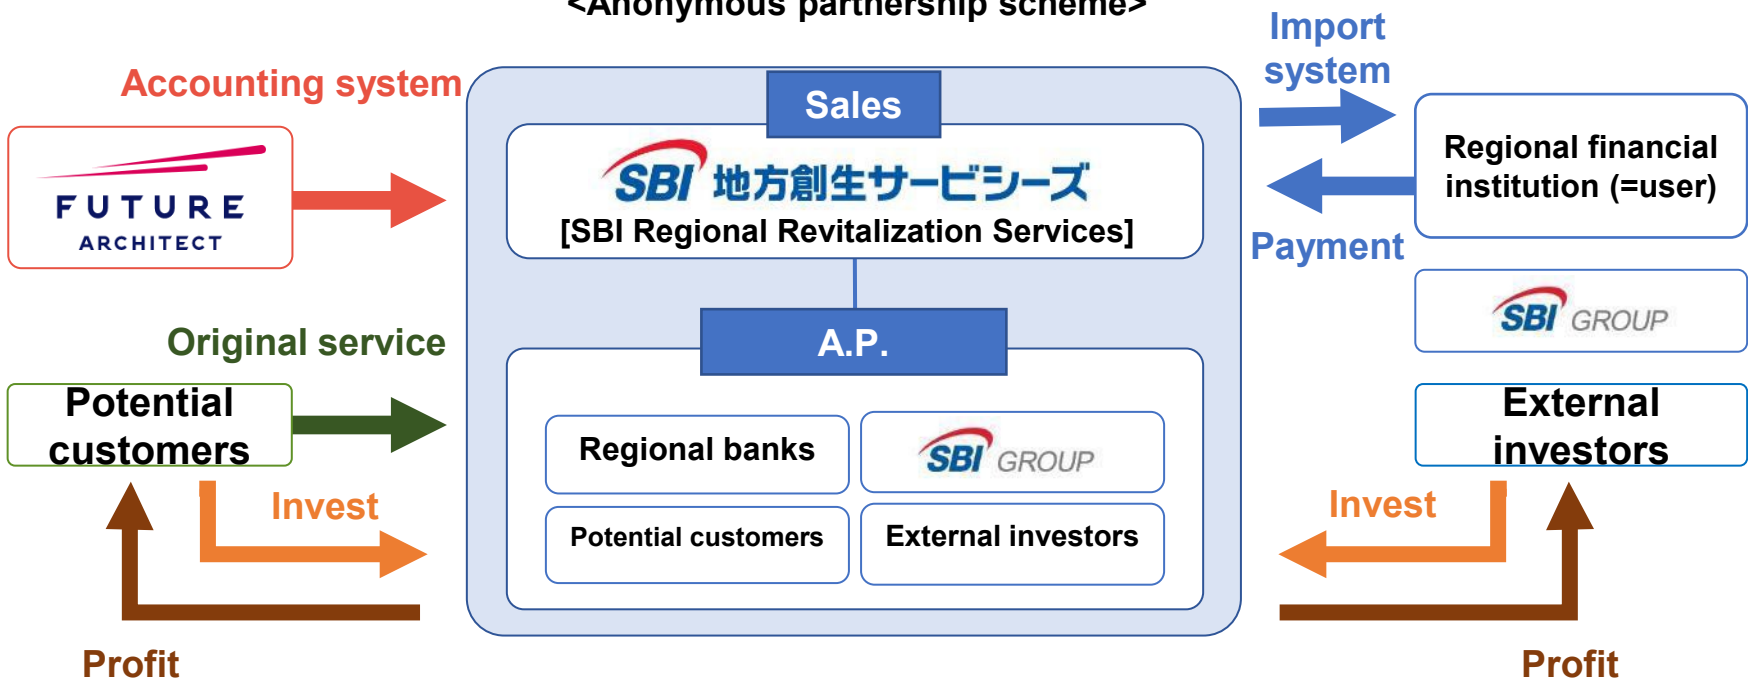 <Anonymous partnership scheme>
Import
system
Accounting system
Sales
FUTURE
ARCHITECT
SBI 地方創生サービシーズ
[SBI Regional Revitalization Services]
Regional financial
institution (=user)
Payment
SBI GROUP
Original service
A.P.
Potential
customers
Regional banks
SBI GROUP
Potential customers
External investors
External
investors
Invest
Invest
Profit
Profit